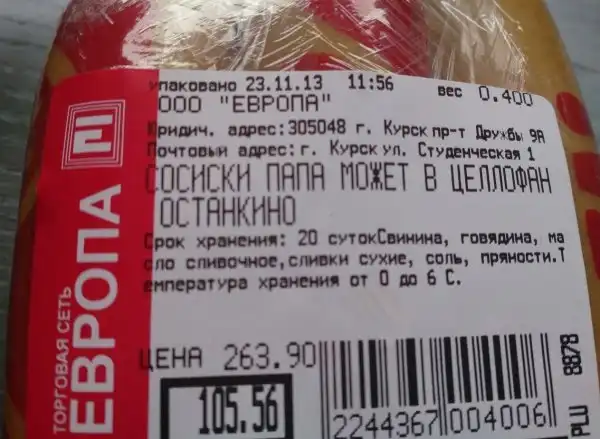 упаковано 23.11.13 11:56 вес 0.400
ООО "ЕВРОПА"
Юридич. адрес:305048 г. Курск пр-т Дружбы 9А
Почтовый адрес:г. Курск ул. Студенческая 1
СОСИСКИ ПАПА МОЖЕТ В ЦЕЛЛОФАН
ОСТАНКИНО
Срок хранения: 20 сутокСвинина, говядина, ма
сло сливочное,сливки сухие, соль, пряности.Т
емпература хранения от 0 до 6 С.
ЦЕНА 263.90
105.56
2244367 004006
PLU 8878
ТОРГОВАЯ СЕТЬ
ЕВРОПА